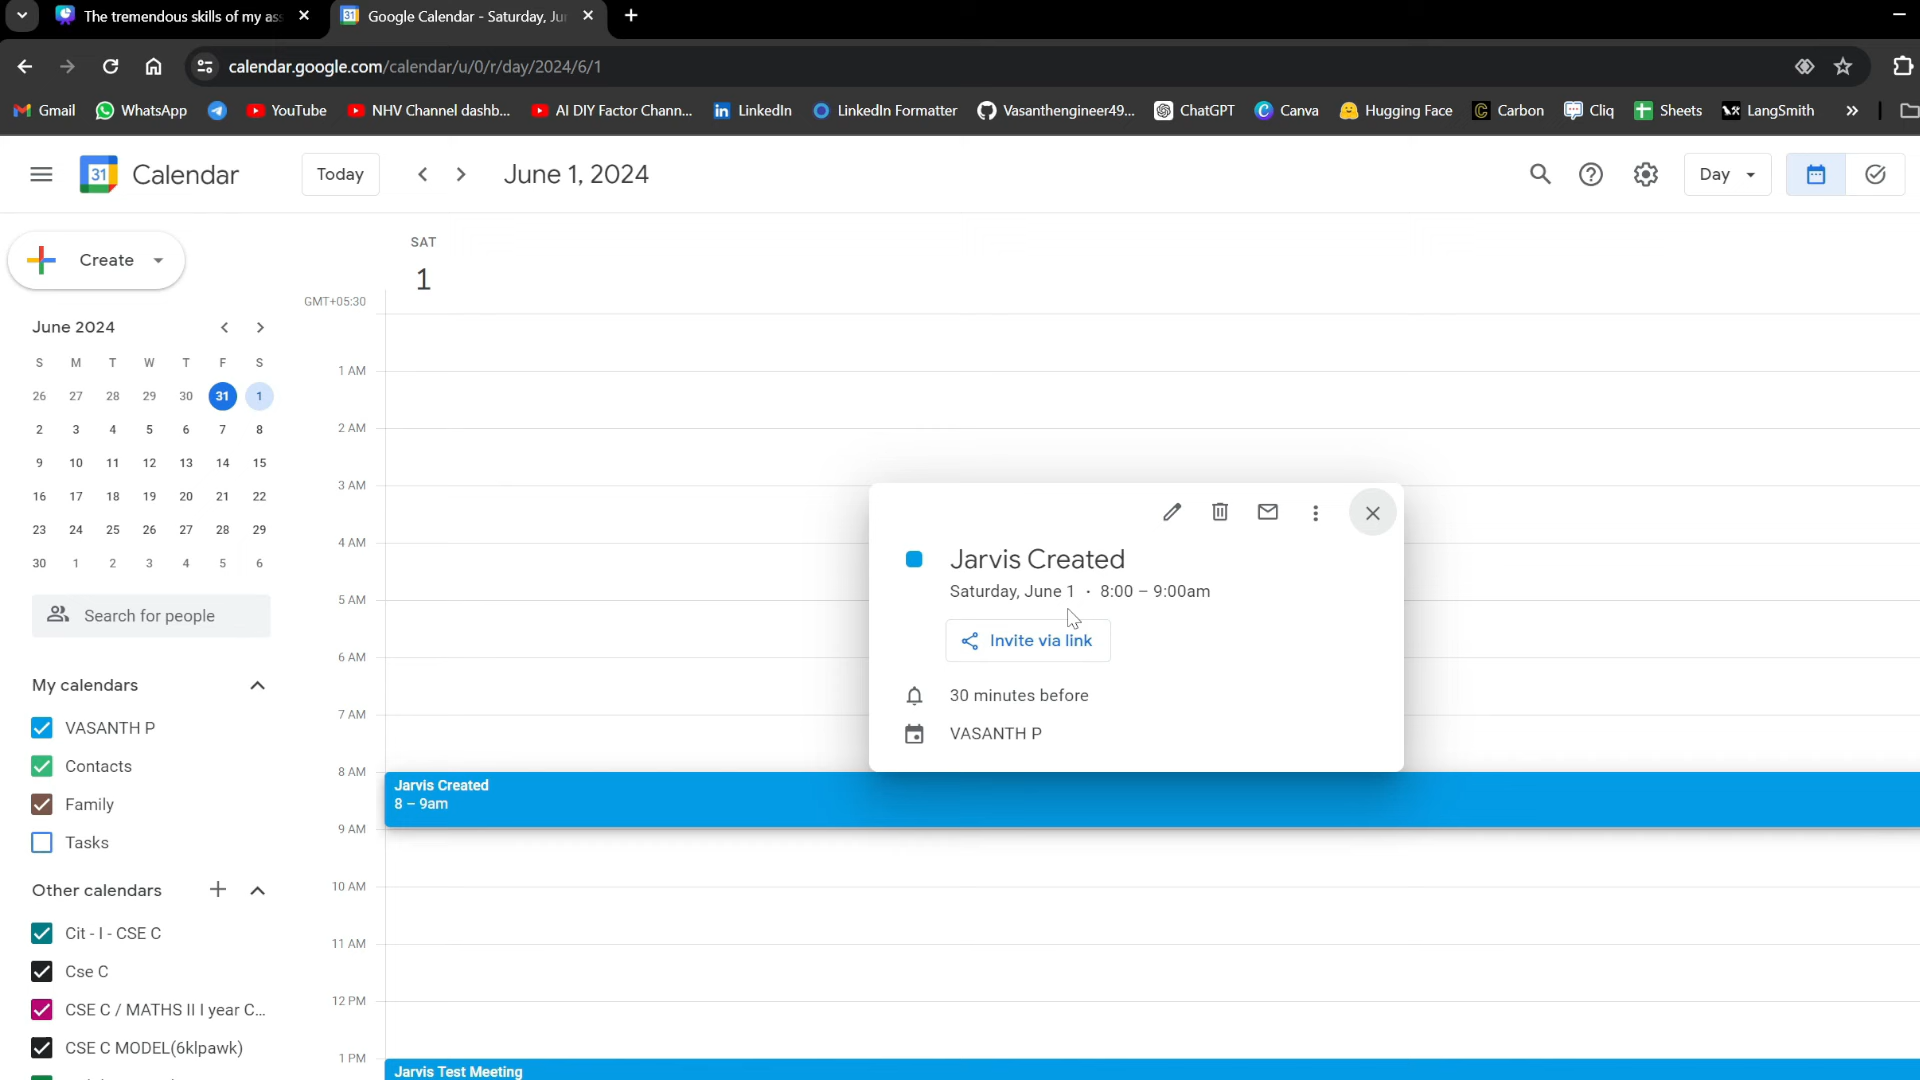 The tremendous skills of my ass
Google Calendar - Saturday, Ju
calendar.google.com/calendar/u/0/r/day/2024/6/1
Gmail WhatsApp YouTube NHV Channel dashb... AI DIY Factor Chann... LinkedIn LinkedIn Formatter Vasanthengineer49... ChatGPT Canva Hugging Face Carbon Cliq Sheets LangSmith »
31 Calendar Today June 1, 2024 Day
Create
SAT
1
GMT+05:30
June 2024
S M T W T F S
26 27 28 29 30 31 1
2 3 4 5 6 7 8
9 10 11 12 13 14 15
16 17 18 19 20 21 22
23 24 25 26 27 28 29
30 1 2 3 4 5 6
Search for people
My calendars
VASANTH P
Contacts
Family
Tasks
Other calendars
Cit - I - CSE C
Cse C
CSE C / MATHS II I year C...
CSE C MODEL(6klpawk)
1 AM
2 AM
3 AM
4 AM
5 AM
6 AM
7 AM
8 AM
9 AM
10 AM
11 AM
12 PM
1 PM
Jarvis Created
Saturday, June 1 · 8:00 – 9:00am
Invite via link
30 minutes before
VASANTH P
Jarvis Created
8 – 9am
Jarvis Test Meeting